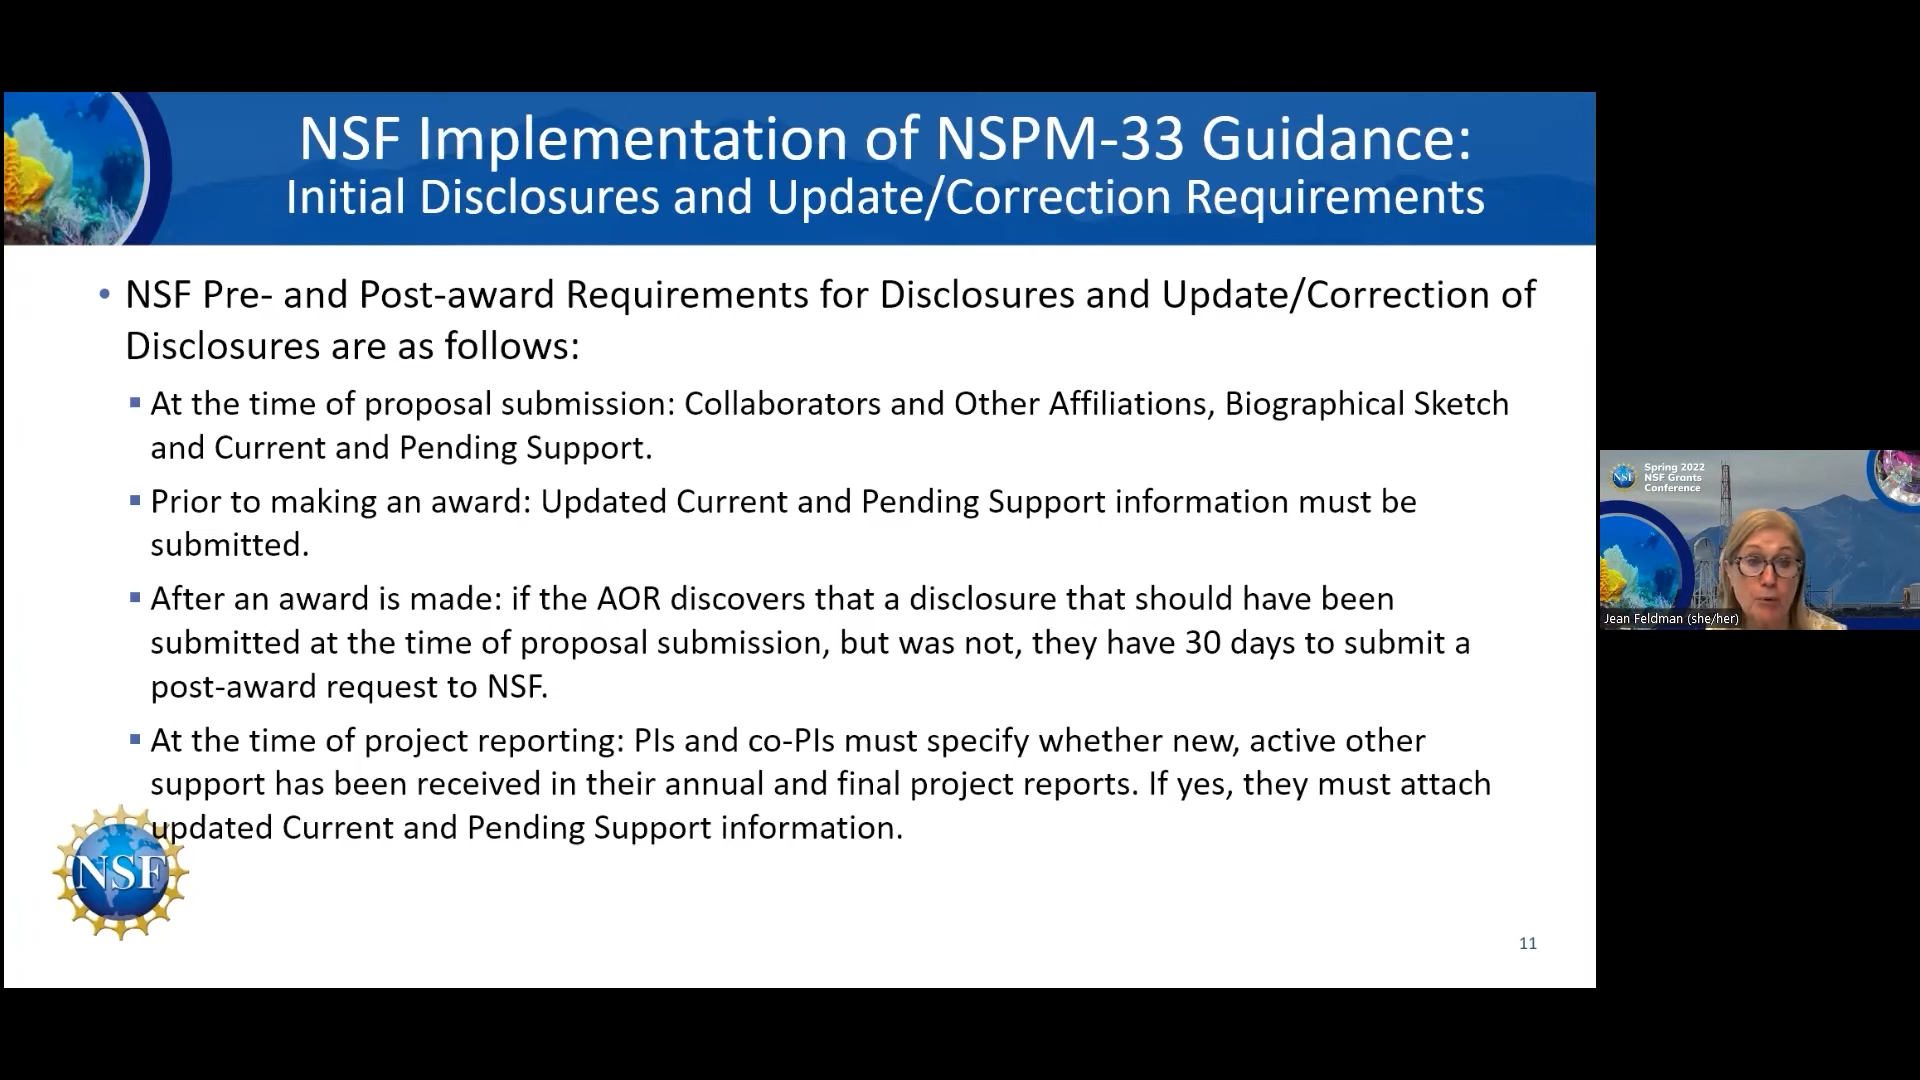 NSF Implementation of NSPM-33 Guidance:
Initial Disclosures and Update/Correction Requirements
• NSF Pre- and Post-award Requirements for Disclosures and Update/Correction of
Disclosures are as follows:
▪ At the time of proposal submission: Collaborators and Other Affiliations, Biographical Sketch
and Current and Pending Support.
▪ Prior to making an award: Updated Current and Pending Support information must be
submitted.
▪ After an award is made: if the AOR discovers that a disclosure that should have been
submitted at the time of proposal submission, but was not, they have 30 days to submit a
post-award request to NSF.
▪ At the time of project reporting: PIs and co-PIs must specify whether new, active other
support has been received in their annual and final project reports. If yes, they must attach
updated Current and Pending Support information.
NSF
11
NSF
Spring 2022
NSF Grants
Conference
Jean Feldman (she/her)